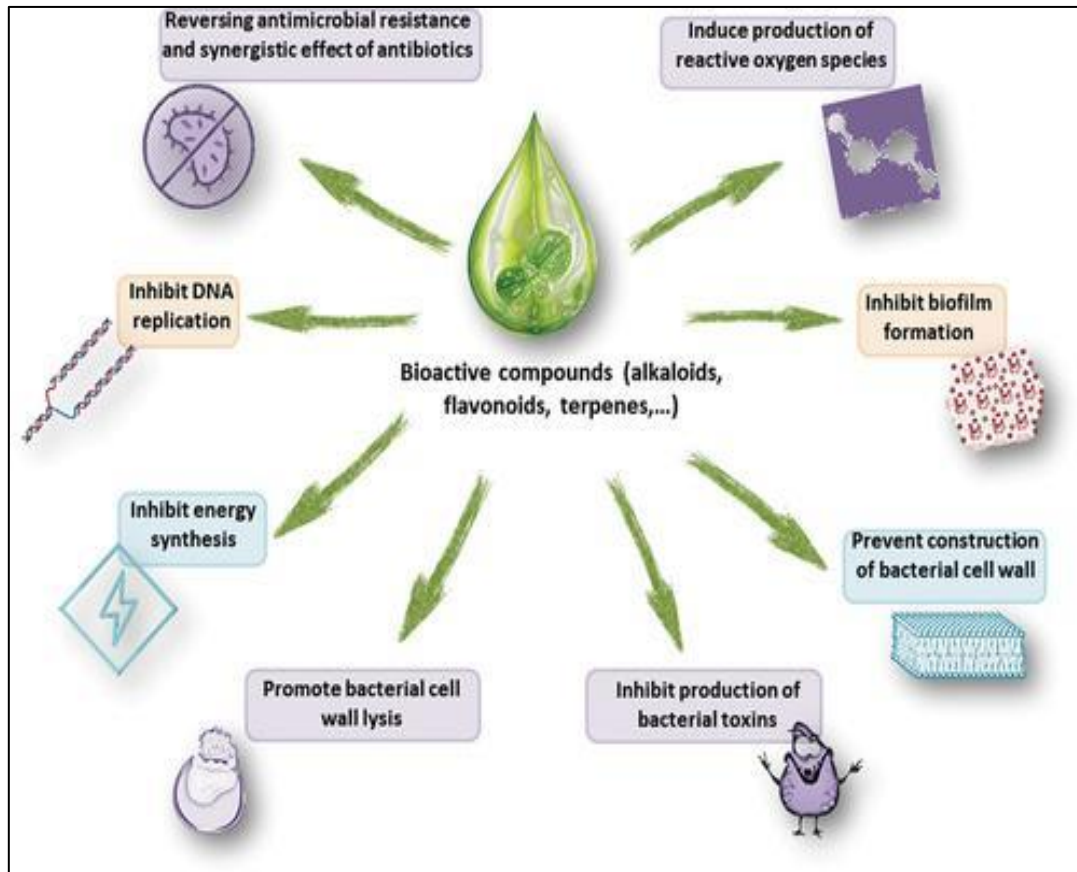 Reversing antimicrobial resistance
and synergistic effect of antibiotics
Induce production of
reactive oxygen species
Inhibit DNA
replication
Inhibit biofilm
formation
Bioactive compounds (alkaloids,
flavonoids, terpenes,...)
Inhibit energy
synthesis
Prevent construction
of bacterial cell wall
Promote bacterial cell
wall lysis
Inhibit production of
bacterial toxins